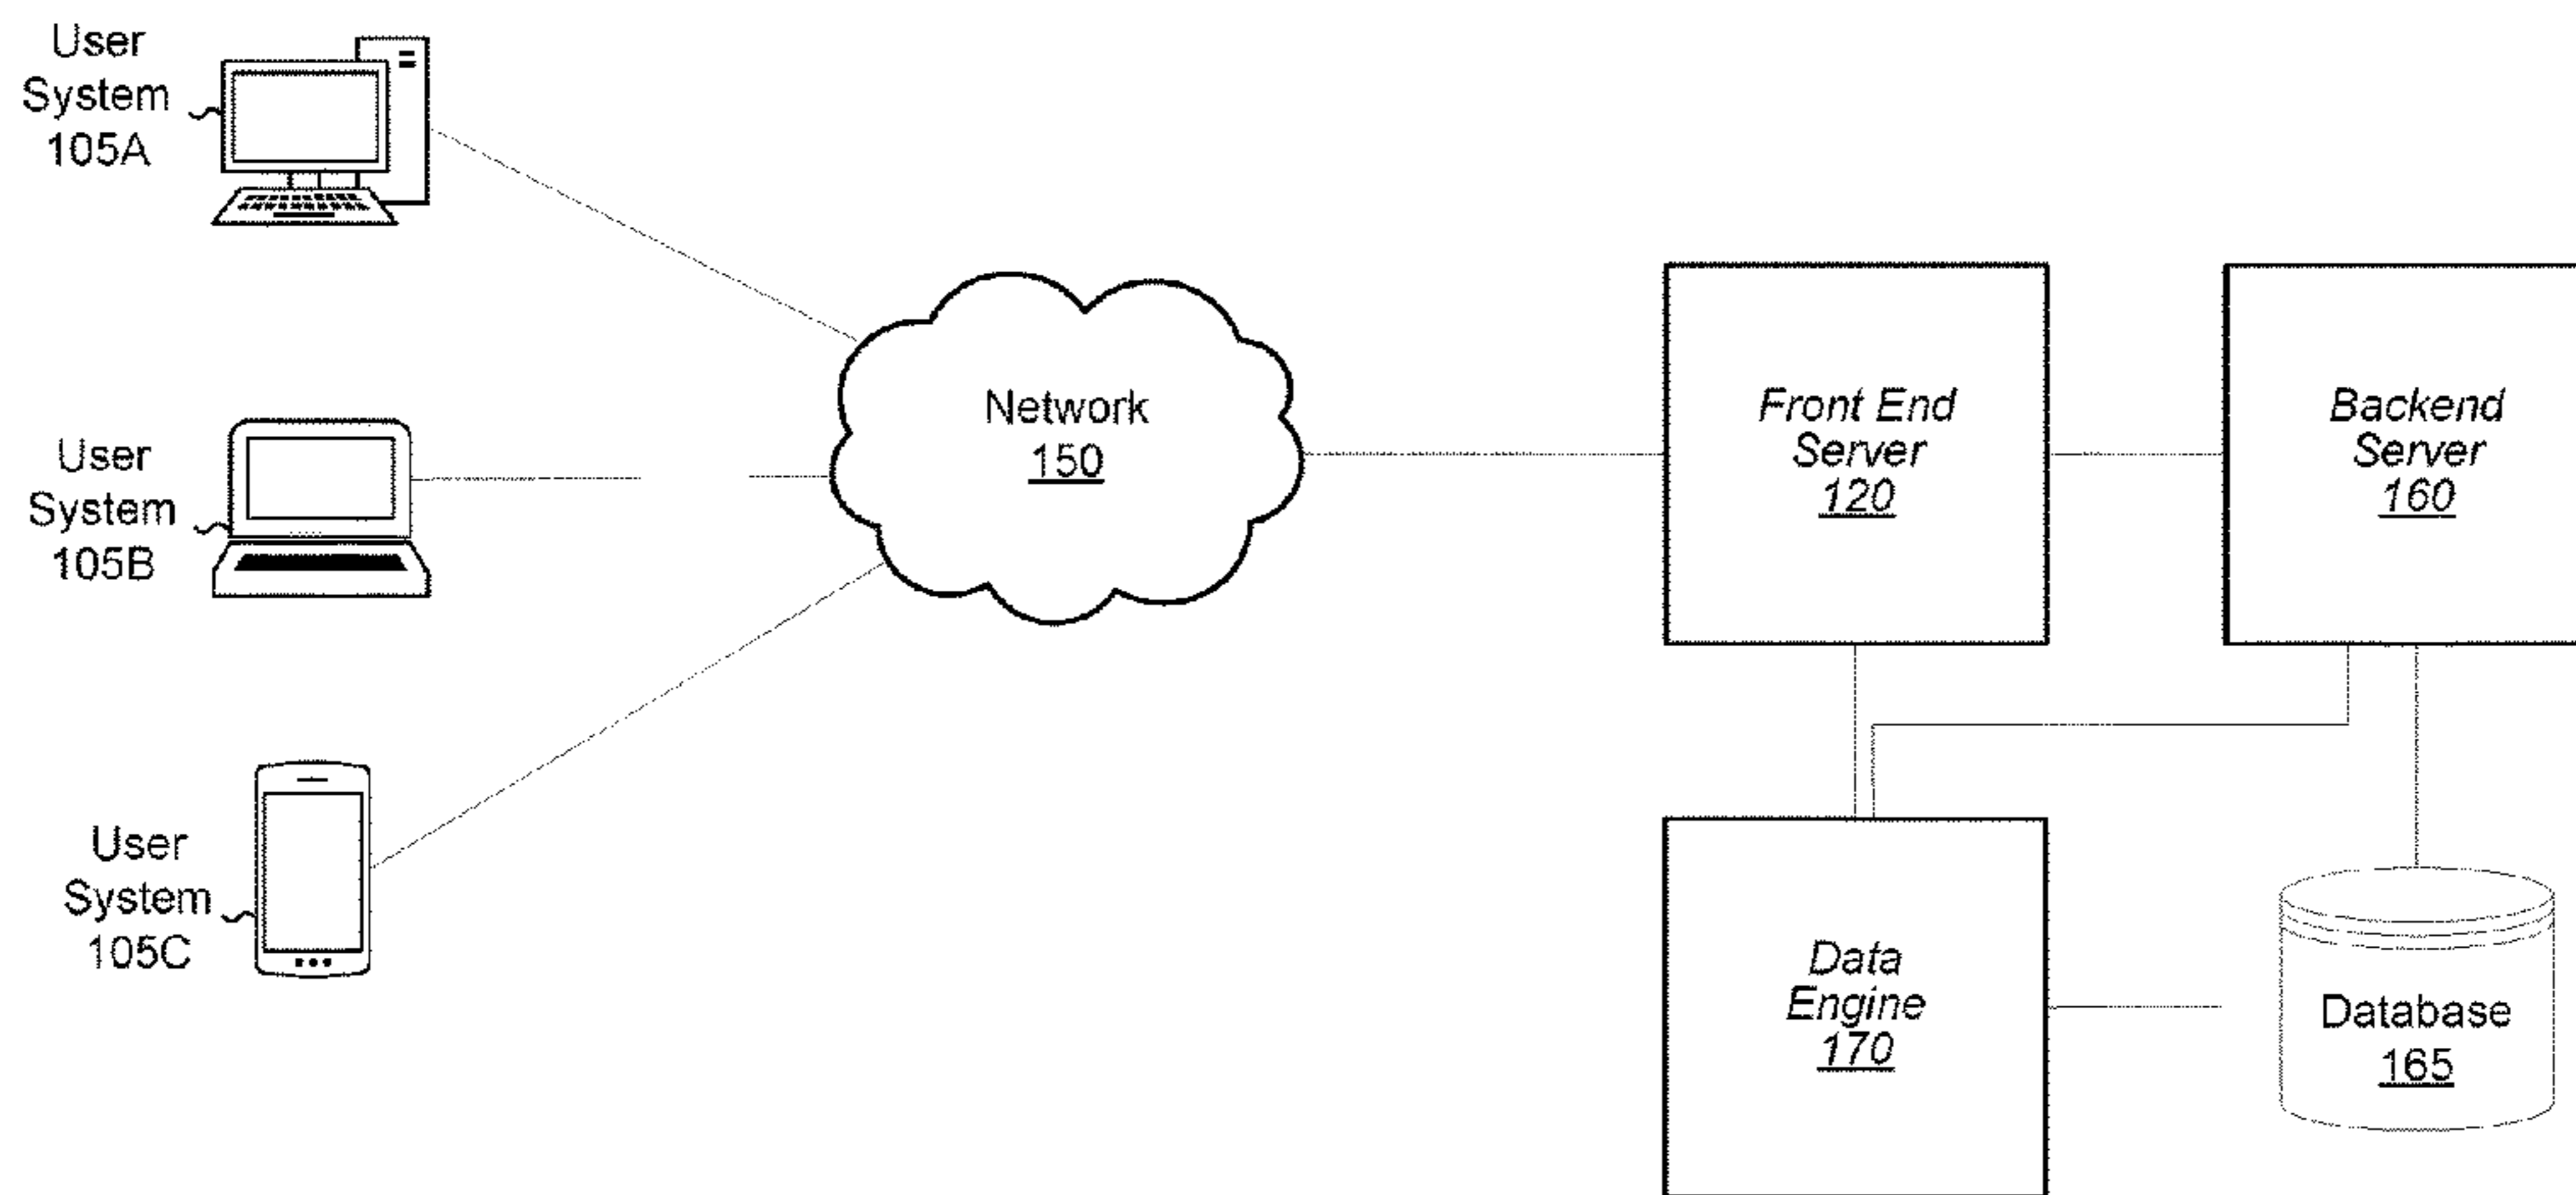 User
System
105A
User
System
105B
User
System
105C
Network
150
Front End
Server
120
Backend
Server
160
Data
Engine
170
Database
165